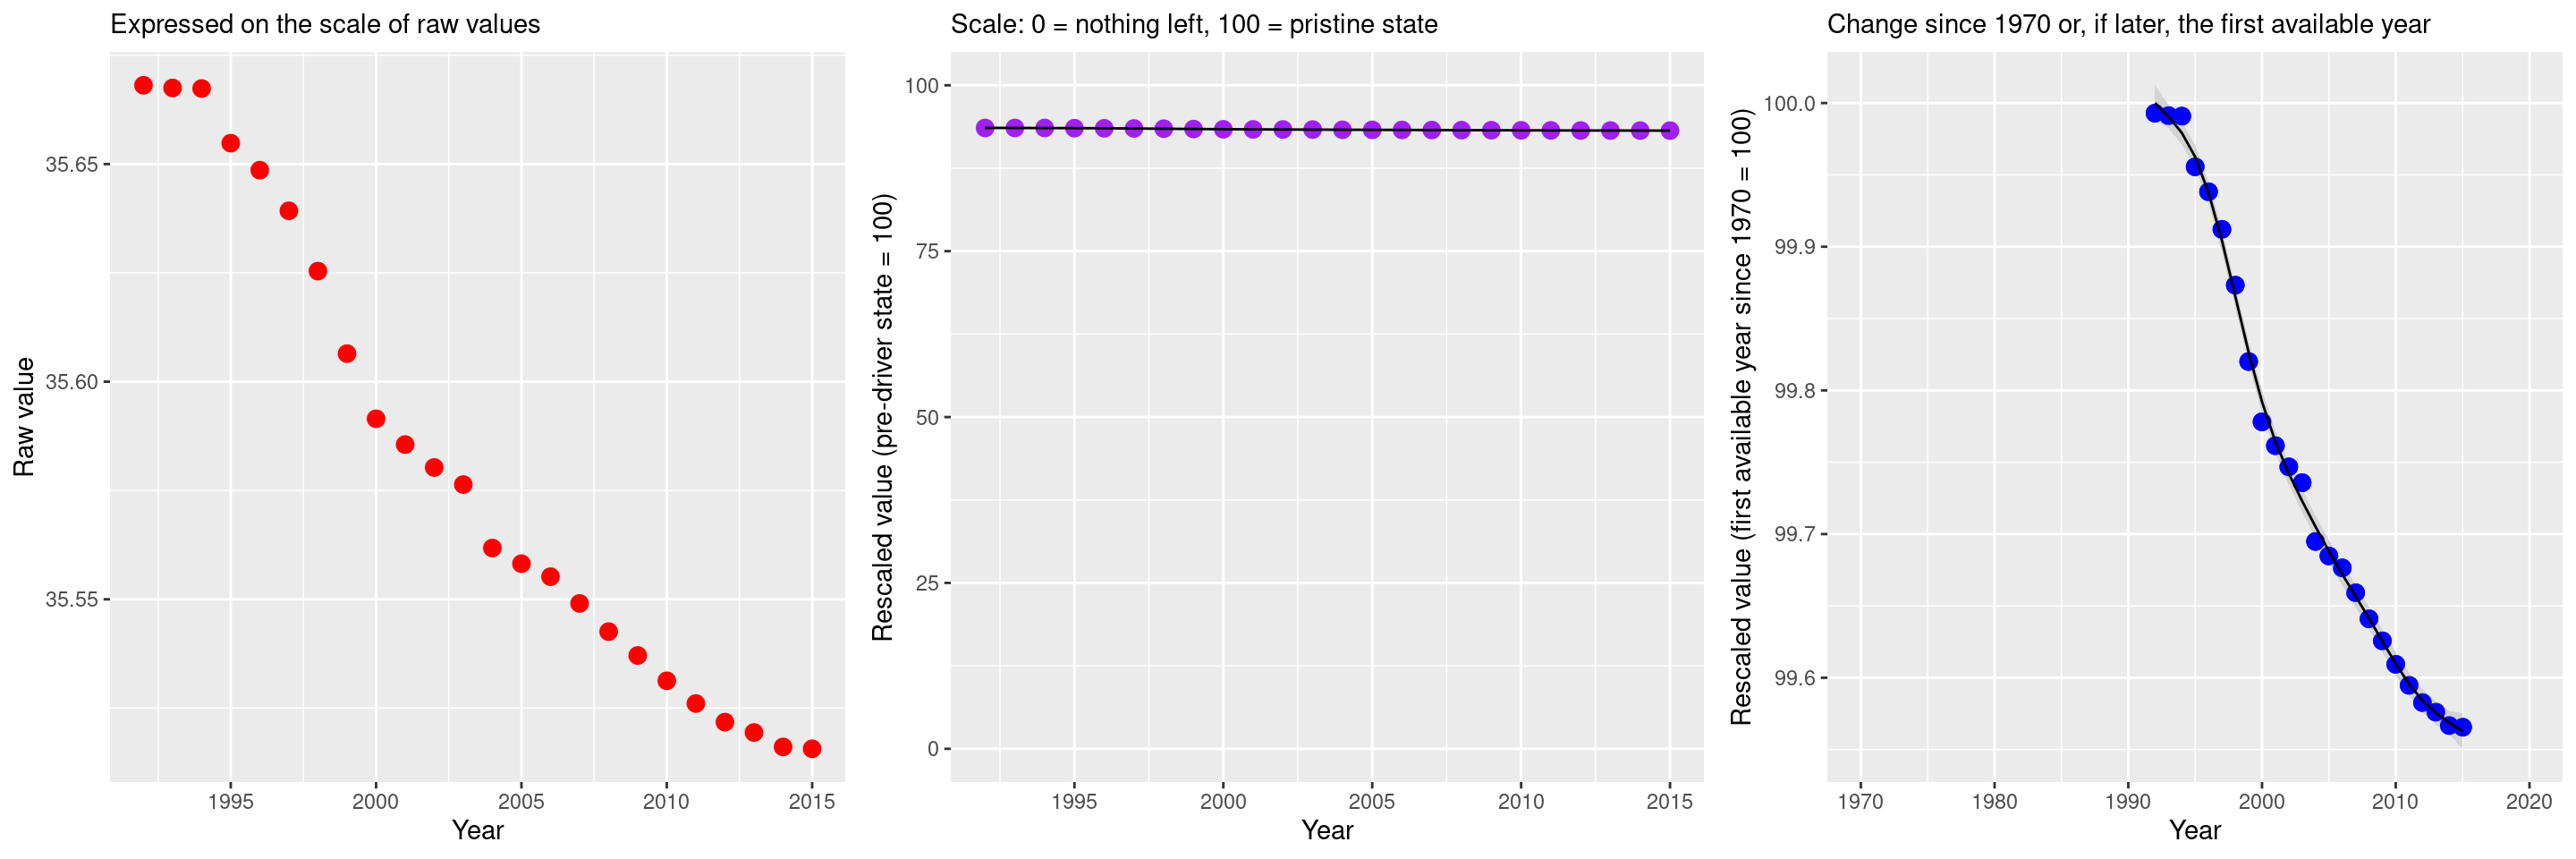 Expressed on the scale of raw values
Raw value
35.65
35.60
35.55
1995 2000 2005 2010 2015
Year
Scale: 0 = nothing left, 100 = pristine state
Rescaled value (pre-driver state = 100)
100
75
50
25
0
1995 2000 2005 2010 2015
Year
Change since 1970 or, if later, the first available year
Rescaled value (first available year since 1970 = 100)
100.0
99.9
99.8
99.7
99.6
1970 1980 1990 2000 2010 2020
Year